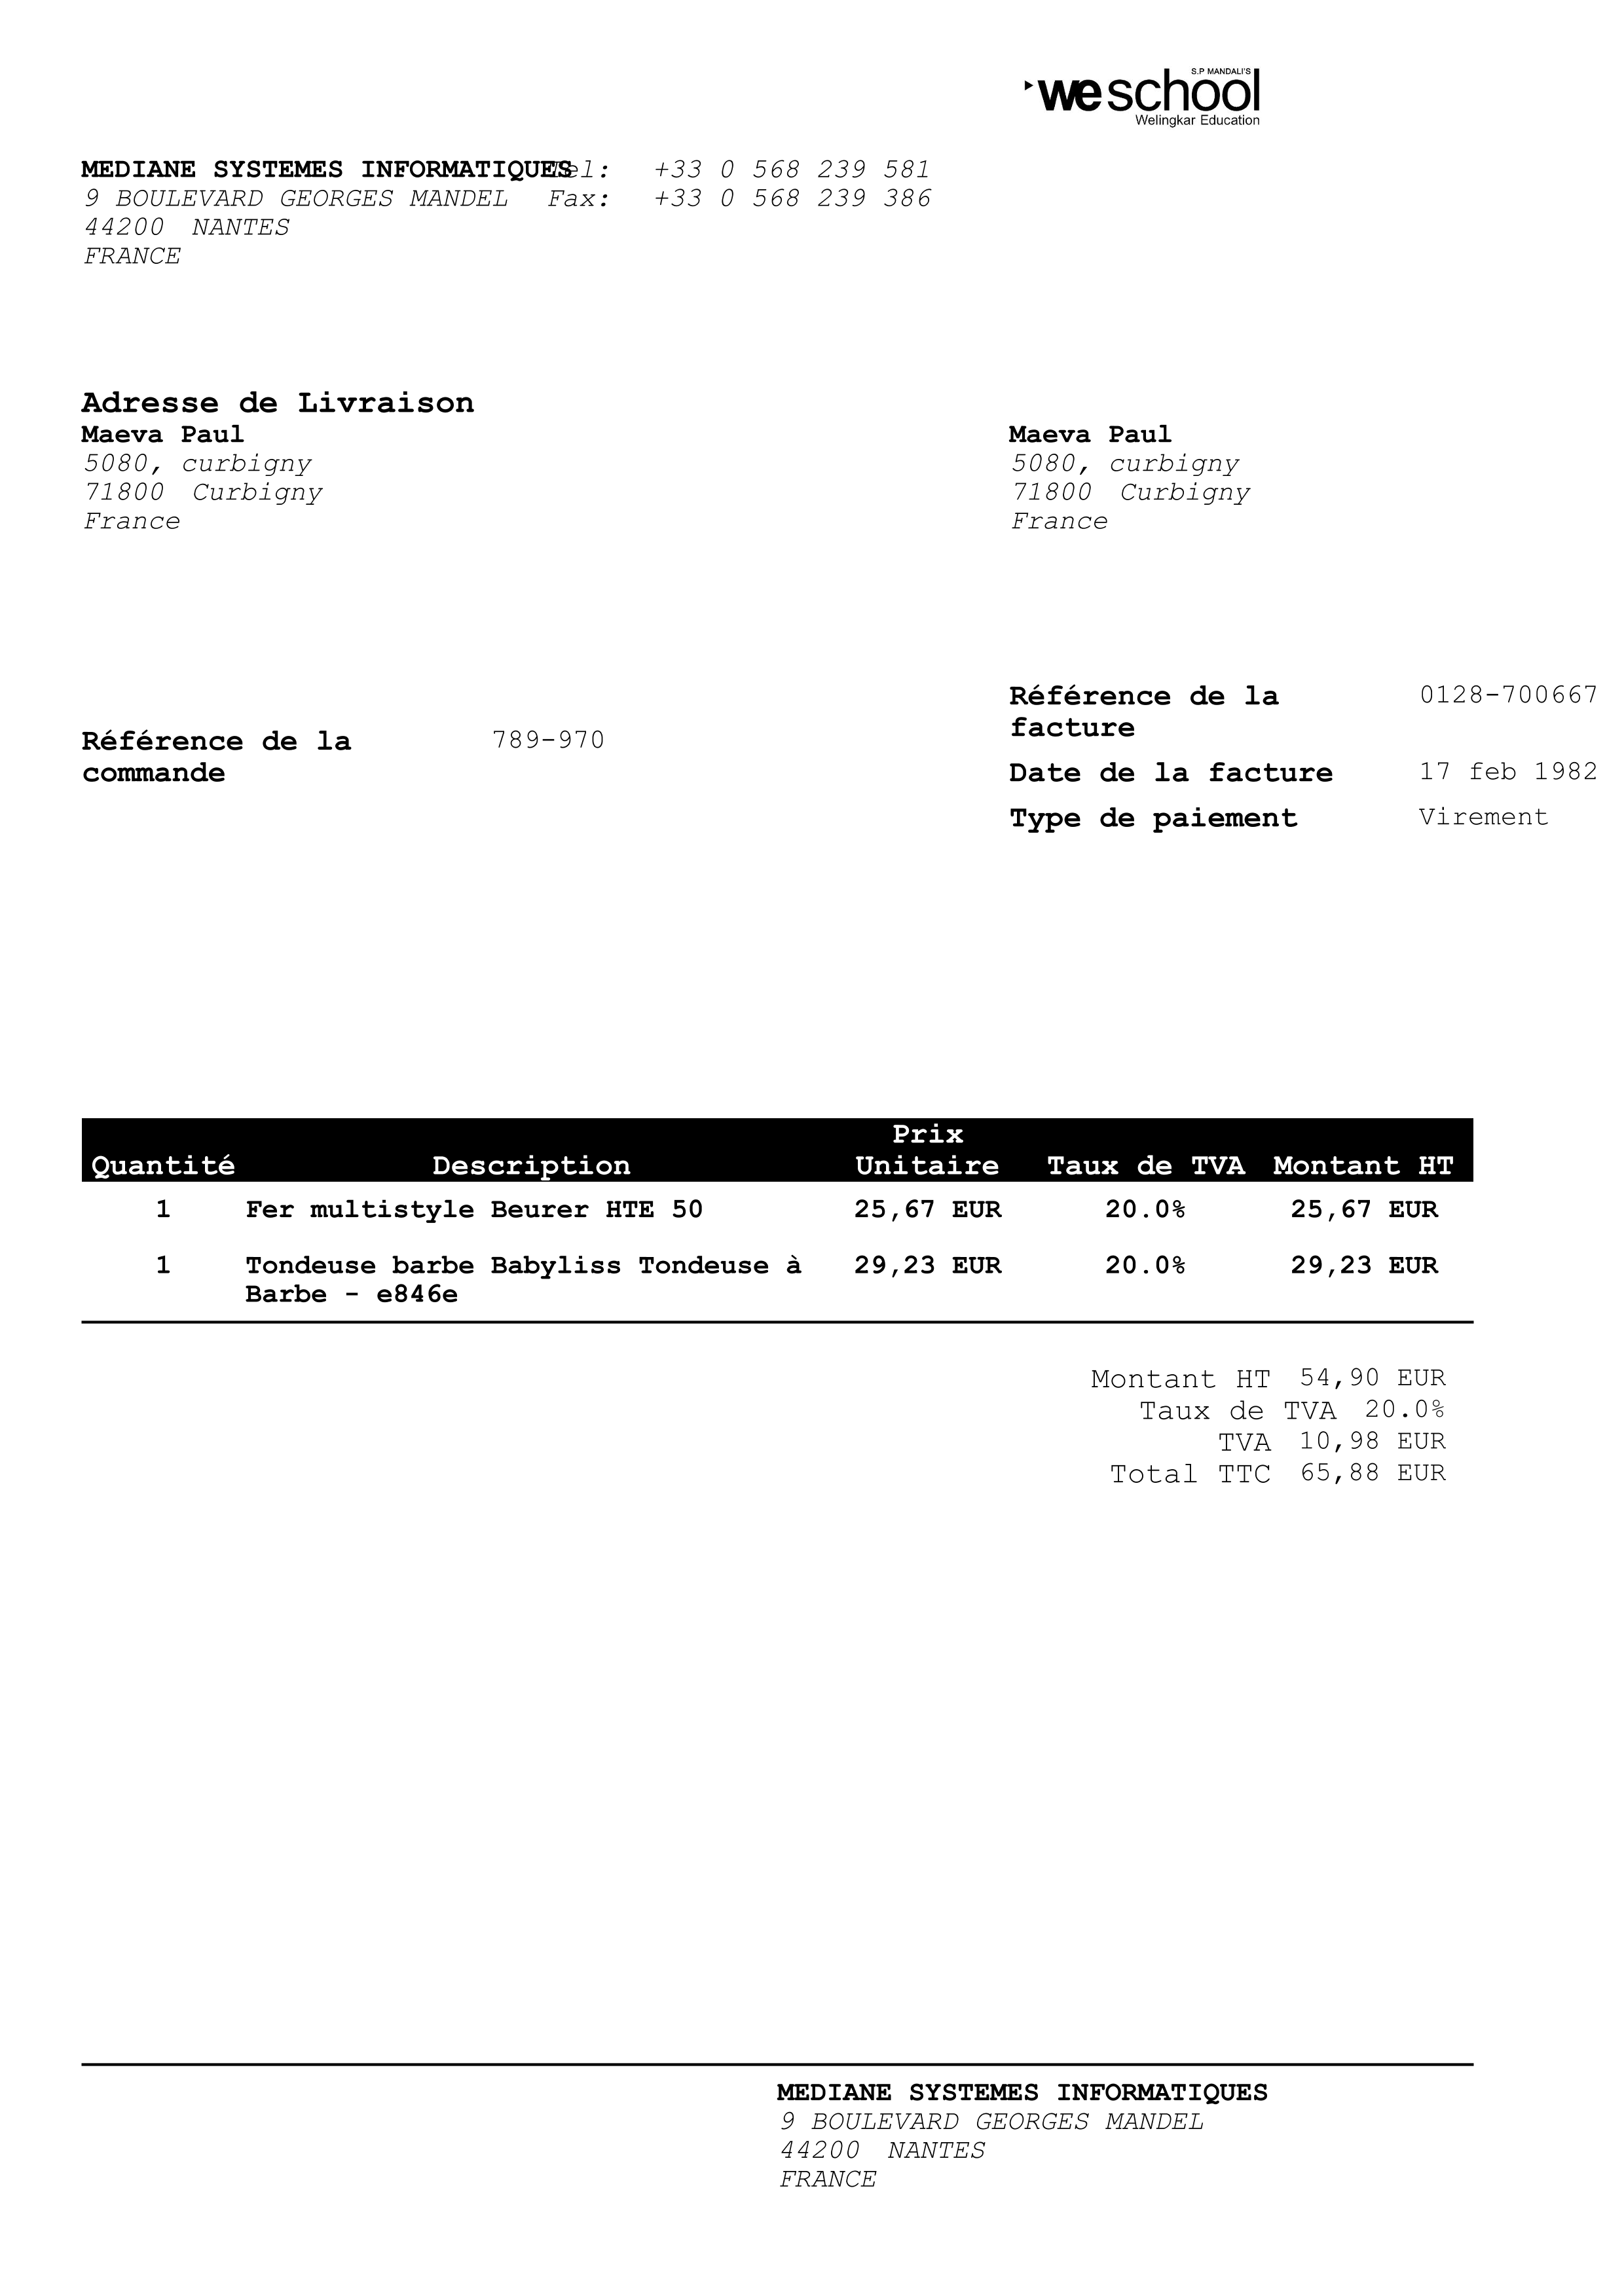 S.P MANDALI'S
weschool
Welingkar Education
MEDIANE SYSTEMES INFORMATIQUES Tel: +33 0 568 239 581
9 BOULEVARD GEORGES MANDEL Fax: +33 0 568 239 386
44200 NANTES
FRANCE
Adresse de Livraison
Maeva Paul
5080, curbigny
71800 Curbigny
France
Maeva Paul
5080, curbigny
71800 Curbigny
France
Référence de la
commande
789-970
Référence de la
facture
0128-700667
Date de la facture 17 feb 1982
Type de paiement Virement
Quantité Description Prix
Unitaire Taux de TVA Montant HT
1 Fer multistyle Beurer HTE 50 25,67 EUR 20.0% 25,67 EUR
1 Tondeuse barbe Babyliss Tondeuse à 29,23 EUR 20.0% 29,23 EUR
Barbe - e846e
Montant HT 54,90 EUR
Taux de TVA 20.0%
TVA 10,98 EUR
Total TTC 65,88 EUR
MEDIANE SYSTEMES INFORMATIQUES
9 BOULEVARD GEORGES MANDEL
44200 NANTES
FRANCE